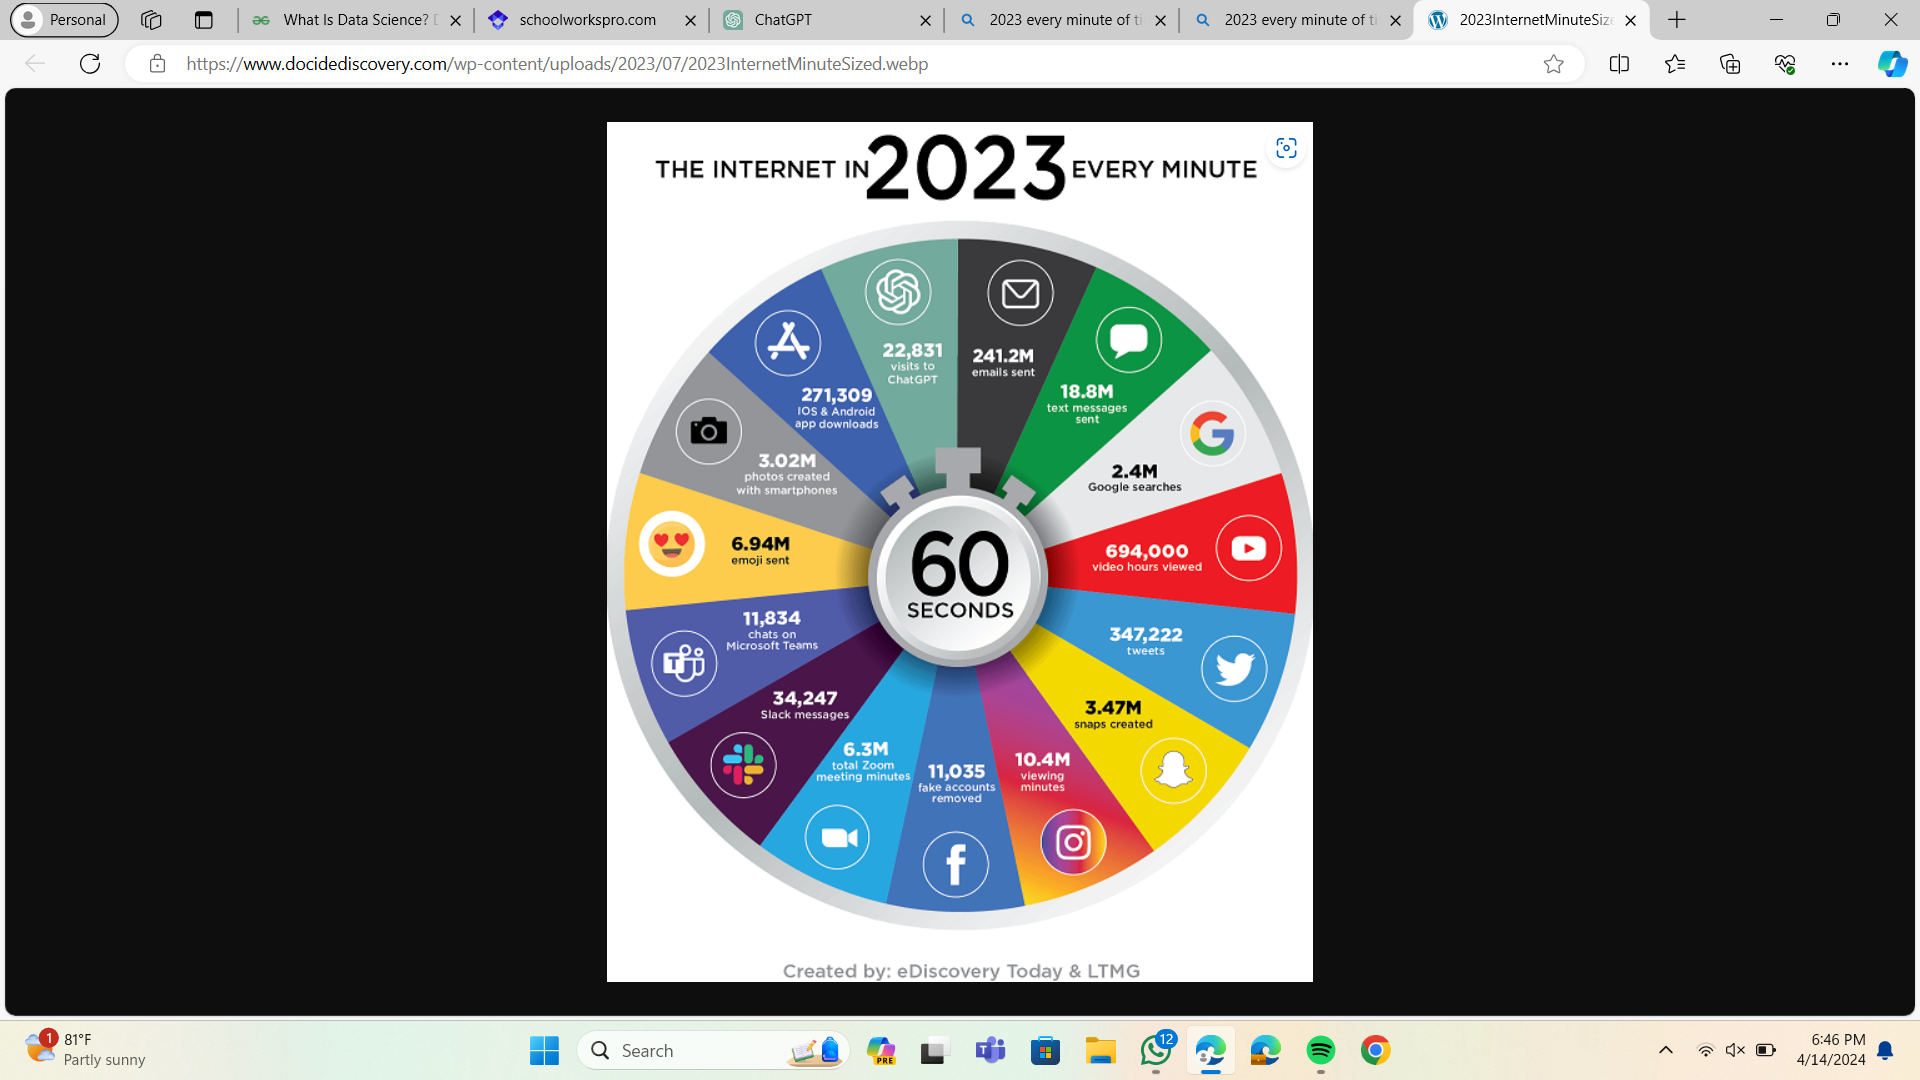 Personal
What Is Data Science? D
schoolworkspro.com
ChatGPT
2023 every minute of ti
2023 every minute of ti
2023InternetMinuteSize
https://www.docidediscovery.com/wp-content/uploads/2023/07/2023InternetMinuteSized.webp
THE INTERNET IN 2023 EVERY MINUTE
22,831
visits to
ChatGPT
241.2M
emails sent
18.8M
text messages
sent
2.4M
Google searches
694,000
video hours viewed
347,222
tweets
3.47M
snaps created
10.4M
viewing
minutes
11,035
fake accounts
removed
6.3M
total Zoom
meeting minutes
34,247
Slack messages
11,834
chats on
Microsoft Teams
6.94M
emoji sent
3.02M
photos created
with smartphones
271,309
IOS & Android
app downloads
60
SECONDS
Created by: eDiscovery Today & LTMG
1
81°F
Partly sunny
Search
PRE
12
6:46 PM
4/14/2024